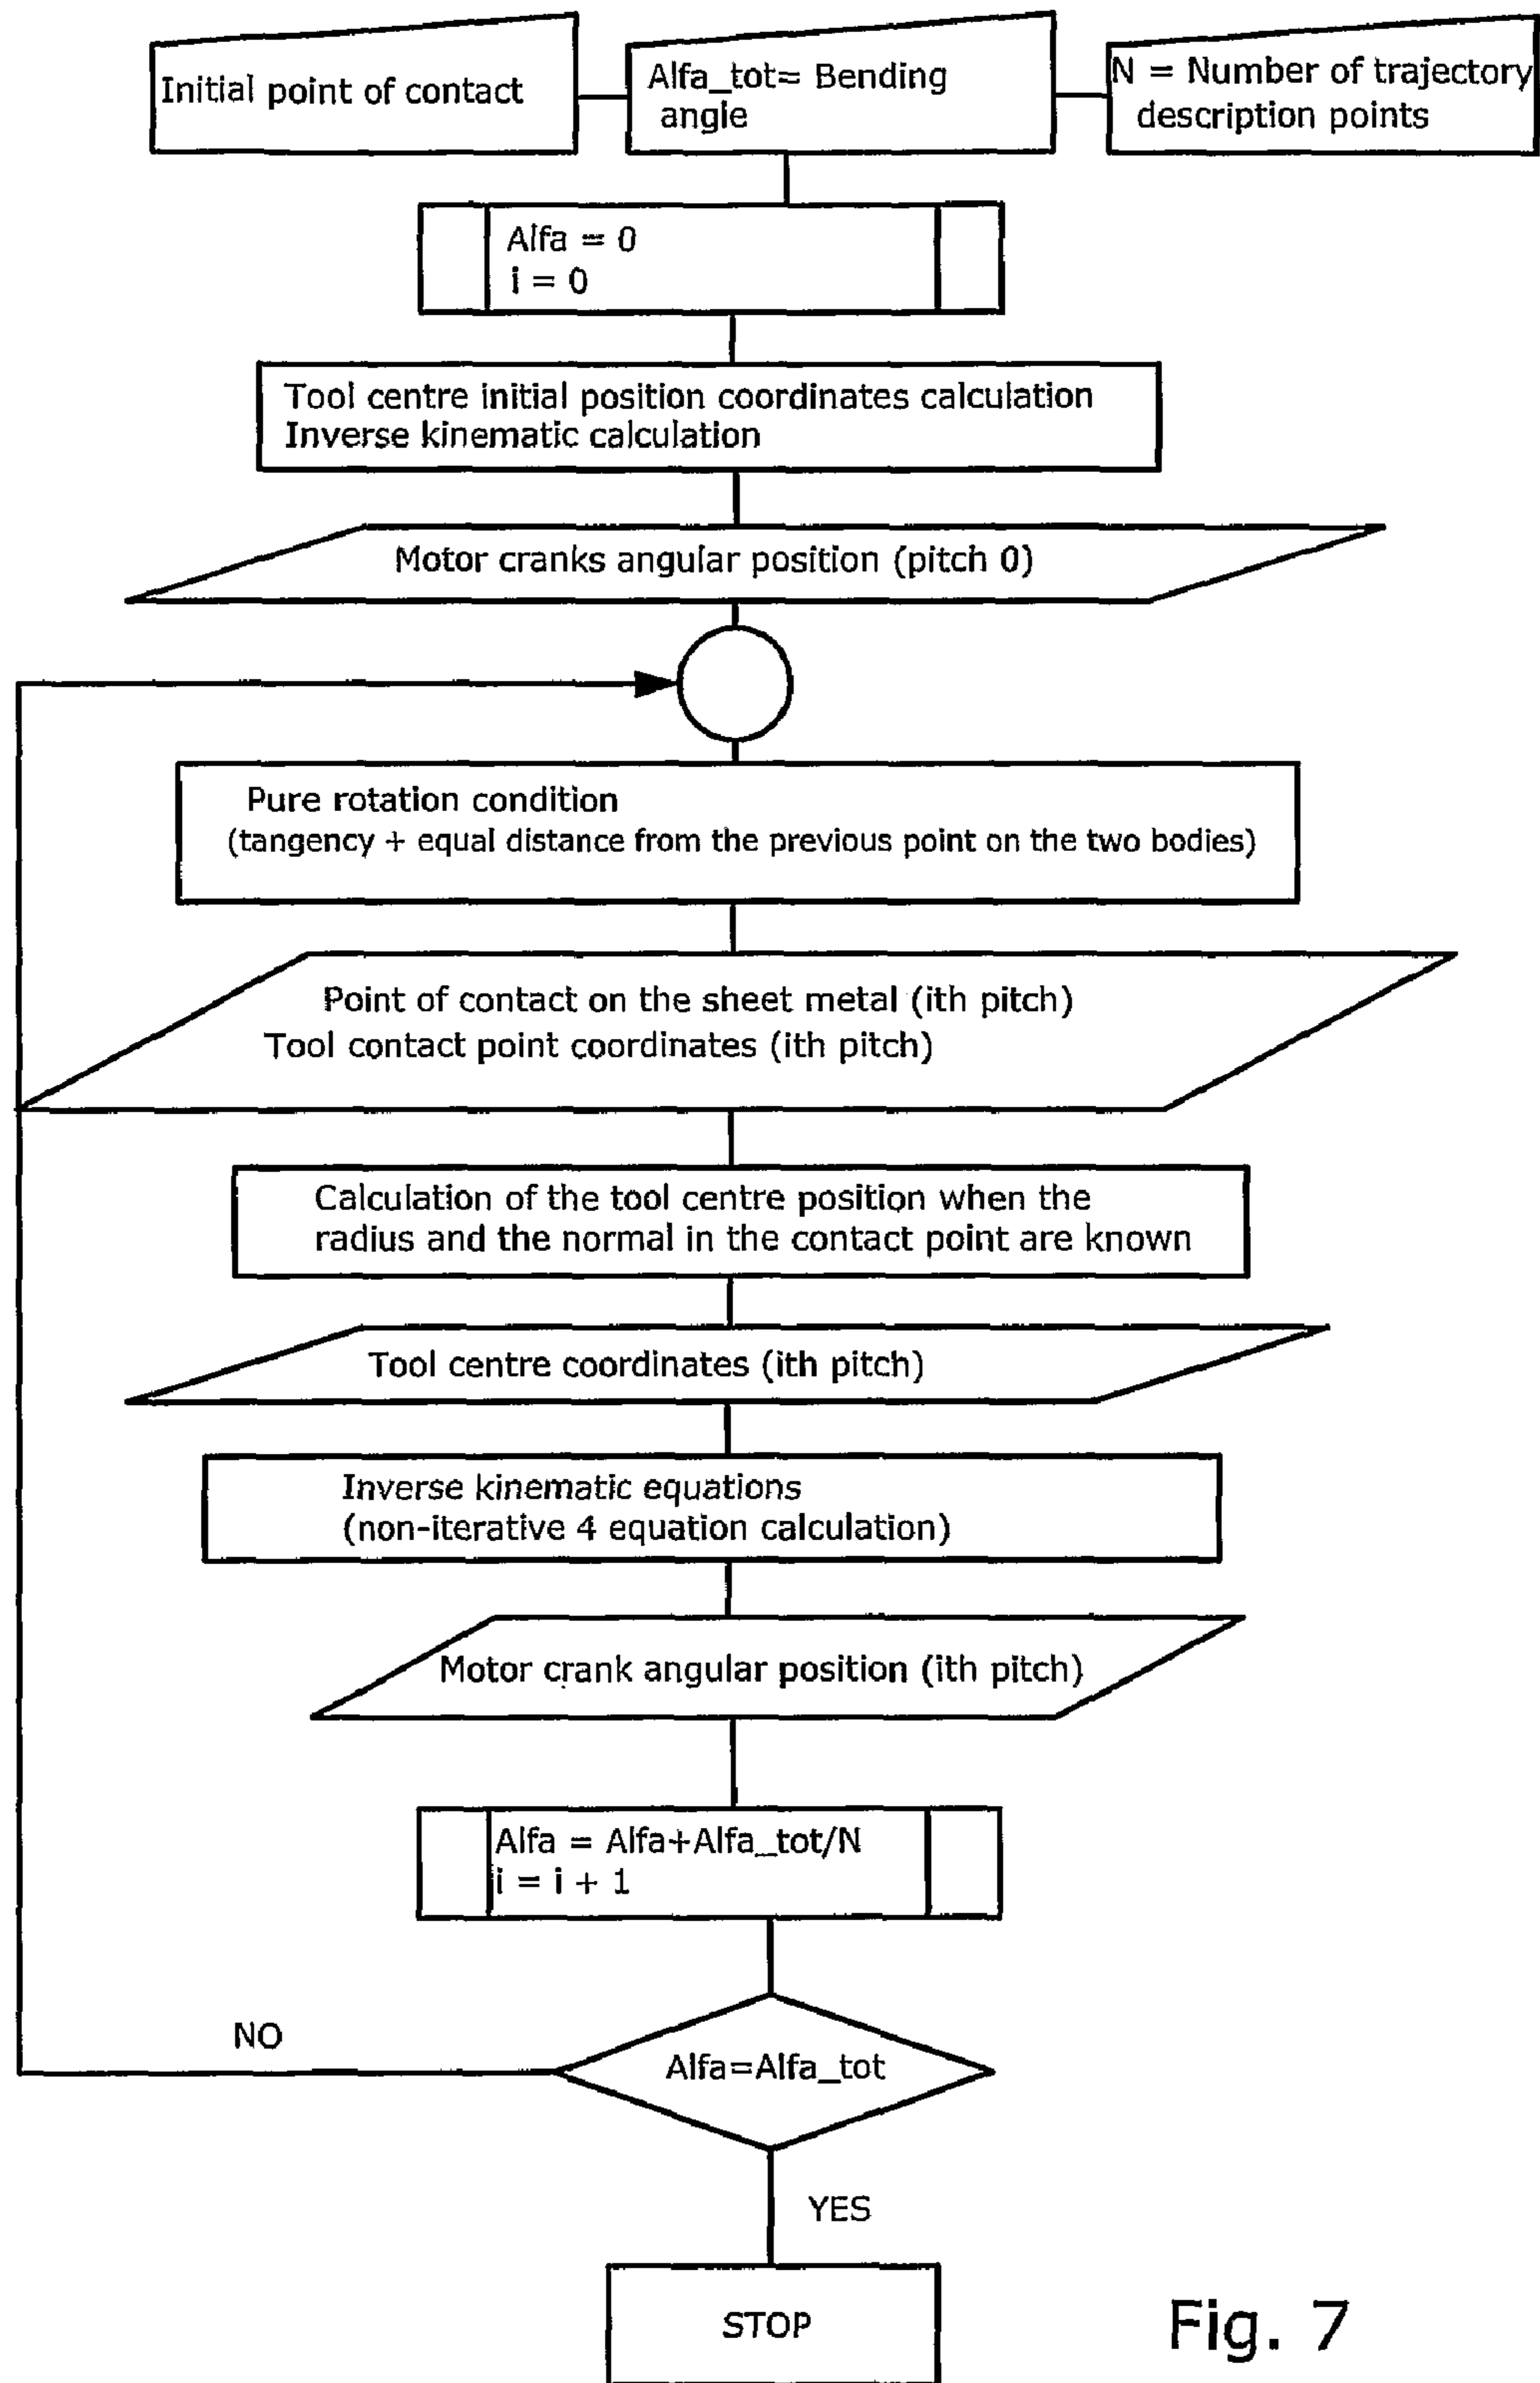 Initial point of contact
Alfa_tot= Bending
angle
N = Number of trajectory
description points
Alfa = 0
i = 0
Tool centre initial position coordinates calculation
Inverse kinematic calculation
Motor cranks angular position (pitch 0)
Pure rotation condition
(tangency + equal distance from the previous point on the two bodies)
Point of contact on the sheet metal (ith pitch)
Tool contact point coordinates (ith pitch)
Calculation of the tool centre position when the
radius and the normal in the contact point are known
Tool centre coordinates (ith pitch)
Inverse kinematic equations
(non-iterative 4 equation calculation)
Motor crank angular position (ith pitch)
Alfa = Alfa+Alfa_tot/N
i = i + 1
NO
Alfa=Alfa_tot
YES
STOP
Fig. 7